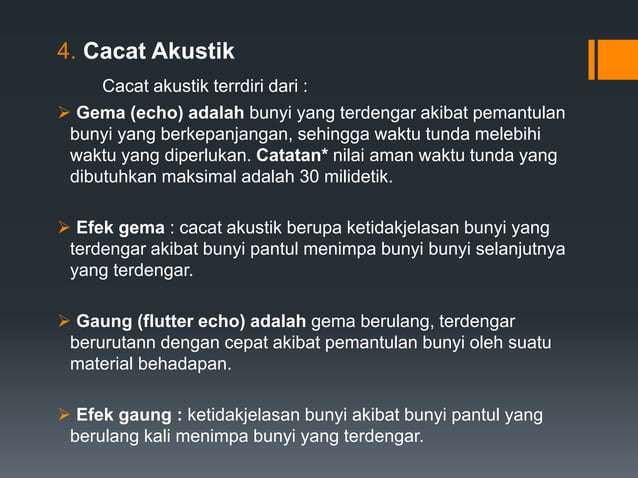 4. Cacat Akustik
Cacat akustik terrdiri dari :
➢ Gema (echo) adalah bunyi yang terdengar akibat pemantulan
bunyi yang berkepanjangan, sehingga waktu tunda melebihi
waktu yang diperlukan. Catatan* nilai aman waktu tunda yang
dibutuhkan maksimal adalah 30 milidetik.
➢ Efek gema : cacat akustik berupa ketidakjelasan bunyi yang
terdengar akibat bunyi pantul menimpa bunyi bunyi selanjutnya
yang terdengar.
➢ Gaung (flutter echo) adalah gema berulang, terdengar
berurutann dengan cepat akibat pemantulan bunyi oleh suatu
material behadapan.
➢ Efek gaung : ketidakjelasan bunyi akibat bunyi pantul yang
berulang kali menimpa bunyi yang terdengar.